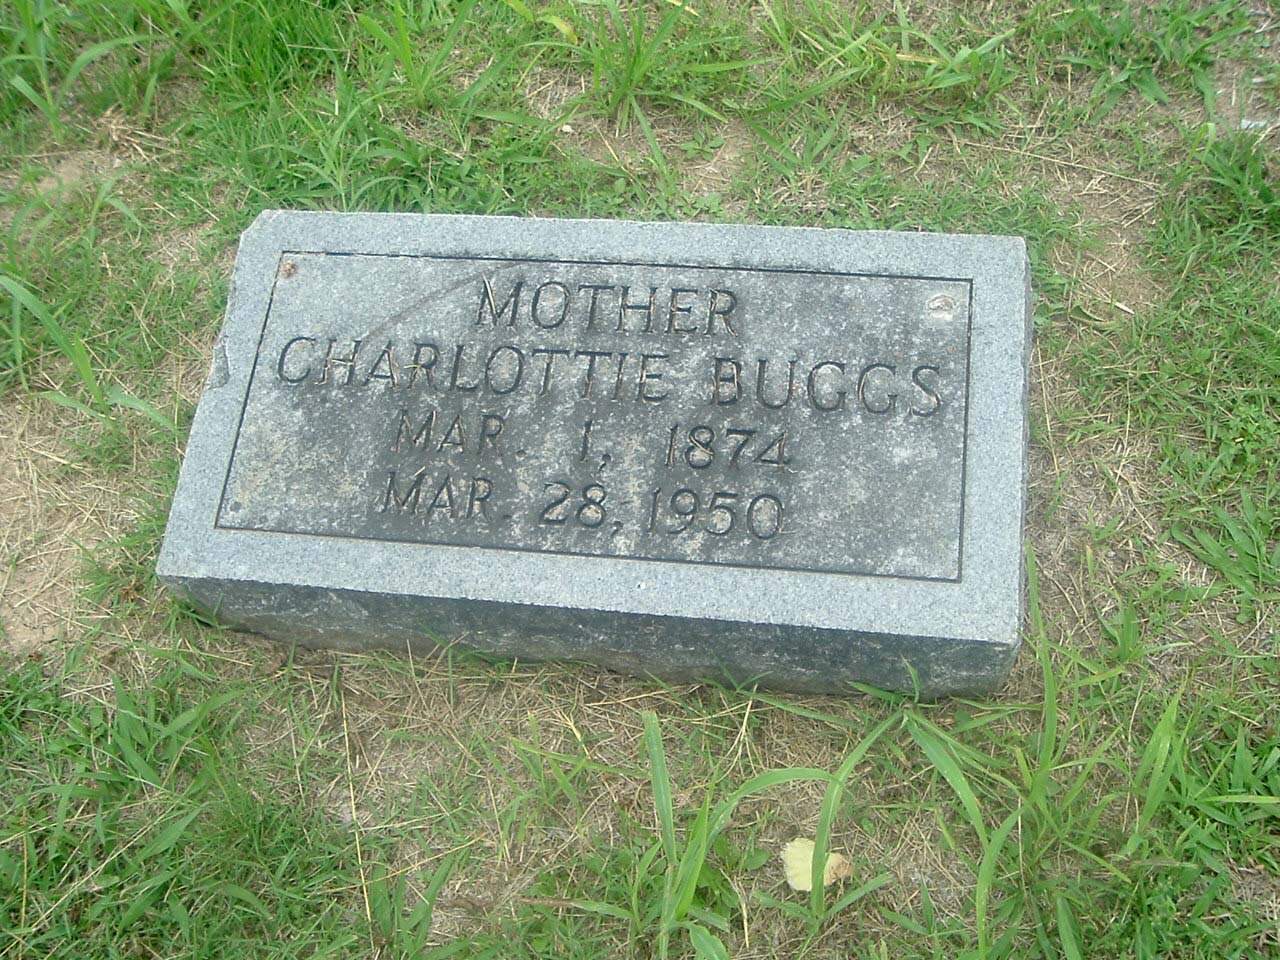 MOTHER
CHARLOTTIE BUGGS
MAR. 1, 1874
MAR. 28, 1950